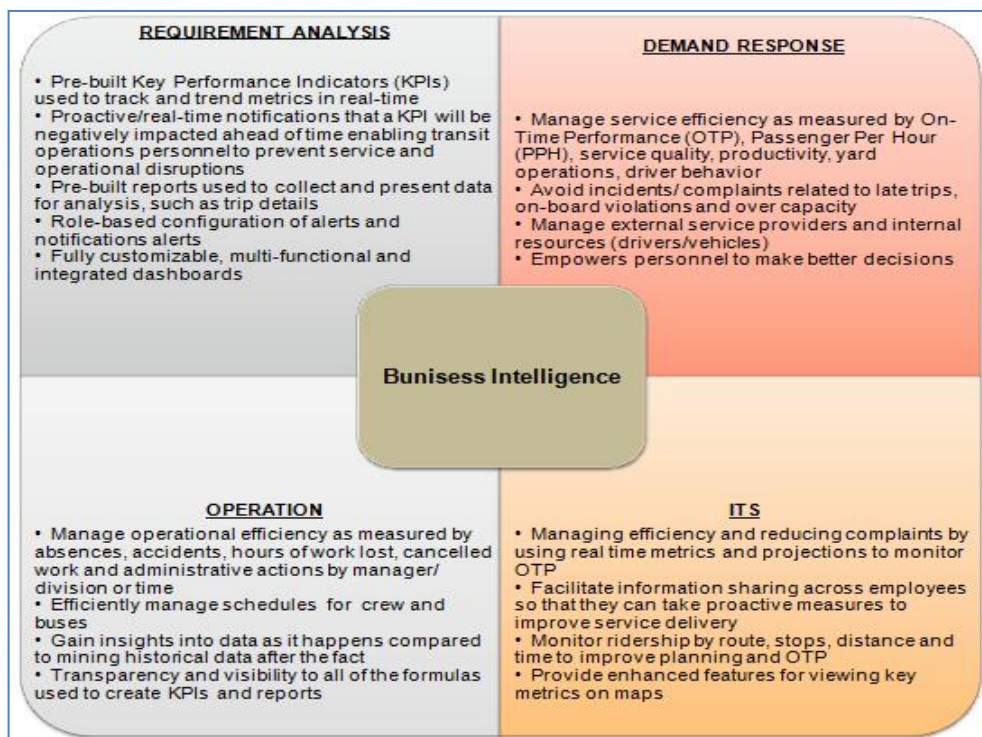 REQUIREMENT ANALYSIS
• Pre-built Key Performance Indicators (KPIs)
used to track and trend metrics in real-time
• Proactive/real-time notifications that a KPI will be
negatively impacted ahead of time enabling transit
operations personnel to prevent service and
operational disruptions
• Pre-built reports used to collect and present data
for analysis, such as trip details
• Role-based configuration of alerts and
notifications alerts
• Fully customizable, multi-functional and
integrated dashboards
DEMAND RESPONSE
• Manage service efficiency as measured by On-
Time Performance (OTP), Passenger Per Hour
(PPH), service quality, productivity, yard
operations, driver behavior
• Avoid incidents/ complaints related to late trips,
on-board violations and over capacity
• Manage external service providers and internal
resources (drivers/vehicles)
• Empowers personnel to make better decisions
Bunisess Intelligence
OPERATION
• Manage operational efficiency as measured by
absences, accidents, hours of work lost, cancelled
work and administrative actions by manager/
division or time
• Efficiently manage schedules for crew and
buses
• Gain insights into data as it happens compared
to mining historical data after the fact
• Transparency and visibility to all of the formulas
used to create KPIs and reports
ITS
• Managing efficiency and reducing complaints by
using real time metrics and projections to monitor
OTP
• Facilitate information sharing across employees
so that they can take proactive measures to
improve service delivery
• Monitor ridership by route, stops, distance and
time to improve planning and OTP
• Provide enhanced features for viewing key
metrics on maps